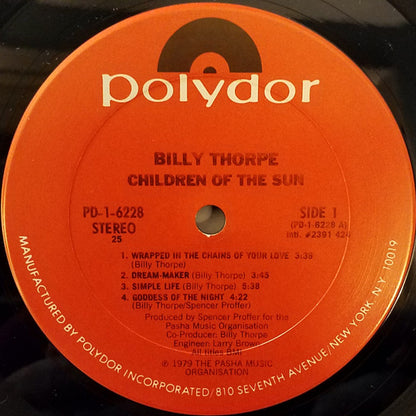 polydor
BILLY THORPE
CHILDREN OF THE SUN
PD-1-6228
STEREO
25
SIDE 1
(PD-1-6228 A)
Intl. #2391 424
1. WRAPPED IN THE CHAINS OF YOUR LOVE 3:39
(Billy Thorpe)
2. DREAM-MAKER (Billy Thorpe) 3:45
3. SIMPLE LIFE (Billy Thorpe) 5:38
4. GODDESS OF THE NIGHT 4:22
(Billy Thorpe/Spencer Proffer)
Produced by Spencer Proffer for the
Pasha Music Organisation
Co-Producer: Billy Thorpe
Engineer: Larry Brown
All titles BMI
℗ 1979 THE PASHA MUSIC
ORGANISATION
MANUFACTURED BY POLYDOR INCORPORATED/810 SEVENTH AVENUE/NEW YORK, N.Y. 10019